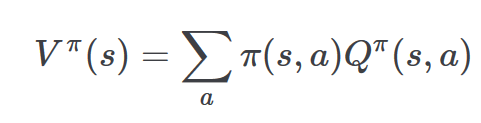 V^π(s) = ∑_a π(s, a)Q^π(s, a)